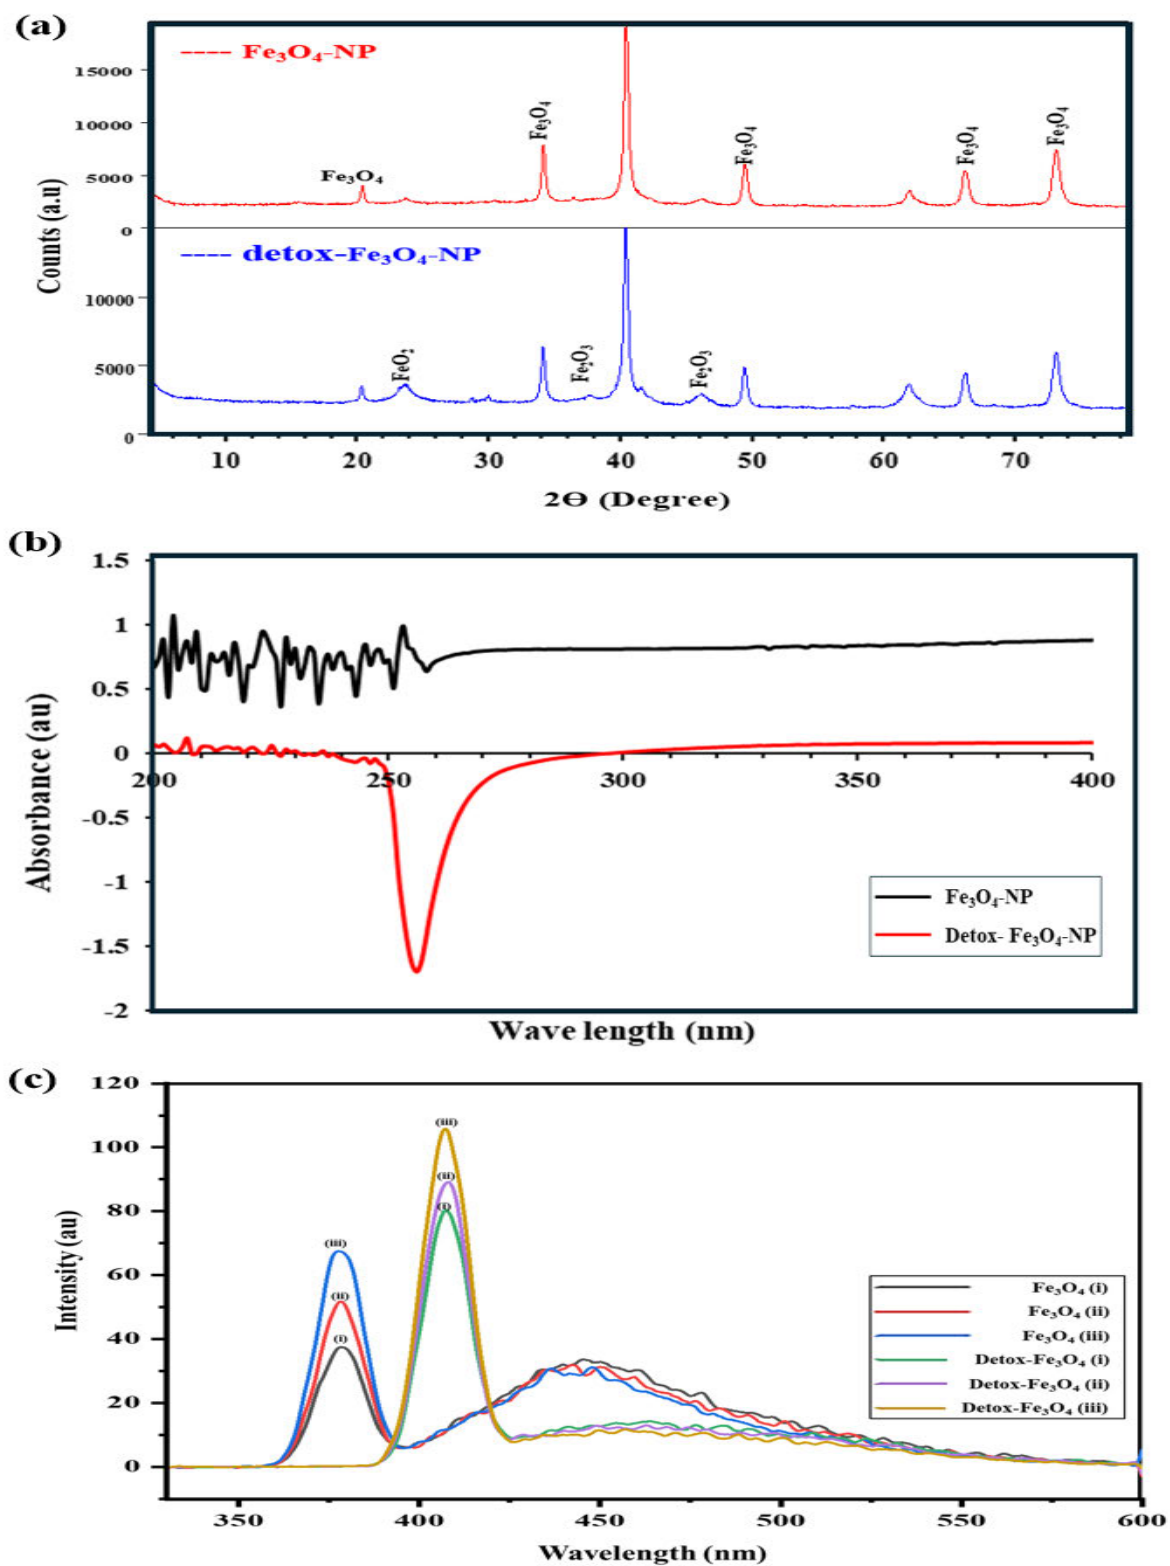 (a)
---- Fe₃O₄-NP
15000
10000
5000
0
Fe₃O₄
Fe₃O₄
Fe₃O₄
Fe₃O₄
Fe₃O₄
Counts (a.u)
---- detox-Fe₃O₄-NP
10000
5000
0
FeO₂
Fe₂O₃
Fe₂O₃
10 20 30 40 50 60 70
2Θ (Degree)
(b)
1.5
1
0.5
0
-0.5
-1
-1.5
-2
200 250 300 350 400
Absorbance (au)
Fe₃O₄-NP
Detox- Fe₃O₄-NP
Wave length (nm)
(c)
120
100
80
60
40
20
0
Intensity (au)
(iii)
(ii)
(i)
(iii)
(ii)
(i)
Fe₃O₄ (i)
Fe₃O₄ (ii)
Fe₃O₄ (iii)
Detox-Fe₃O₄ (i)
Detox-Fe₃O₄ (ii)
Detox-Fe₃O₄ (iii)
350 400 450 500 550 600
Wavelength (nm)